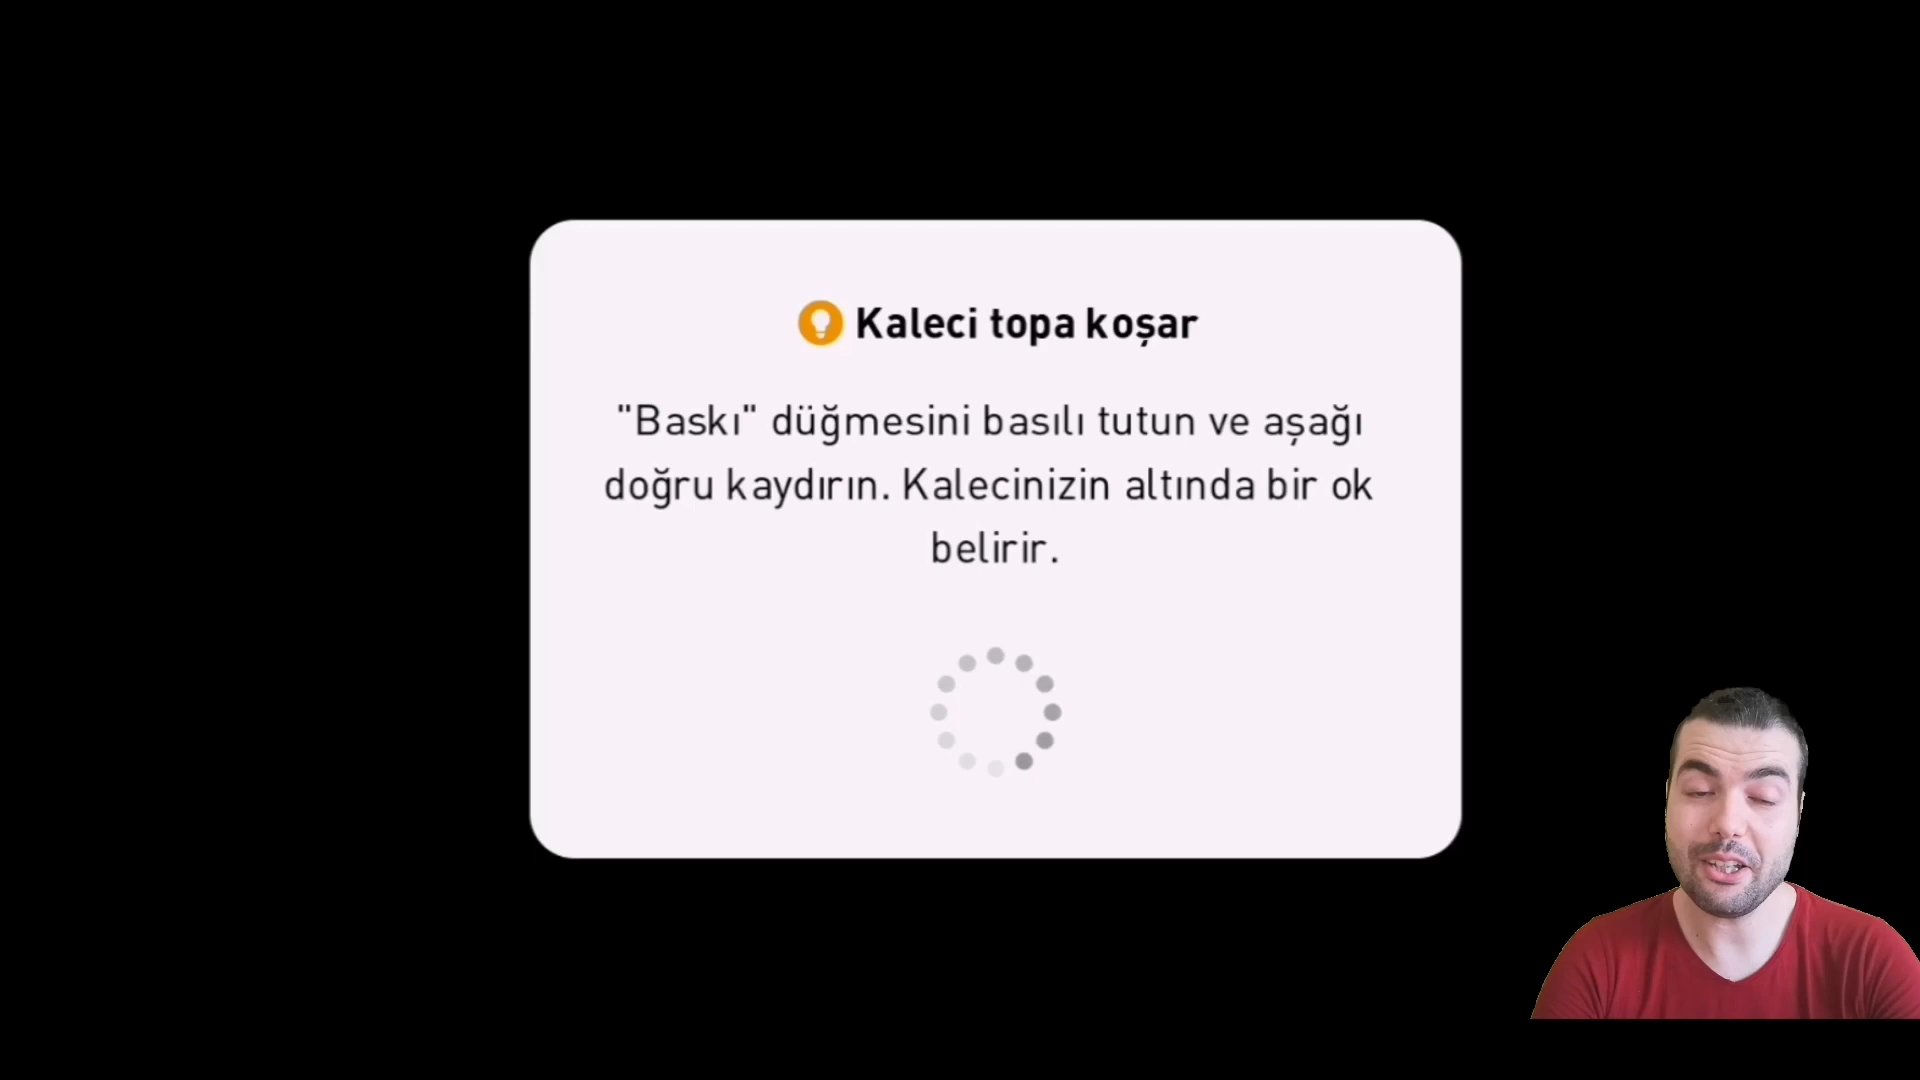 Kaleci topa koşar
"Baskı" düğmesini basılı tutun ve aşağı
doğru kaydırın. Kalecinizin altında bir ok
belirir.